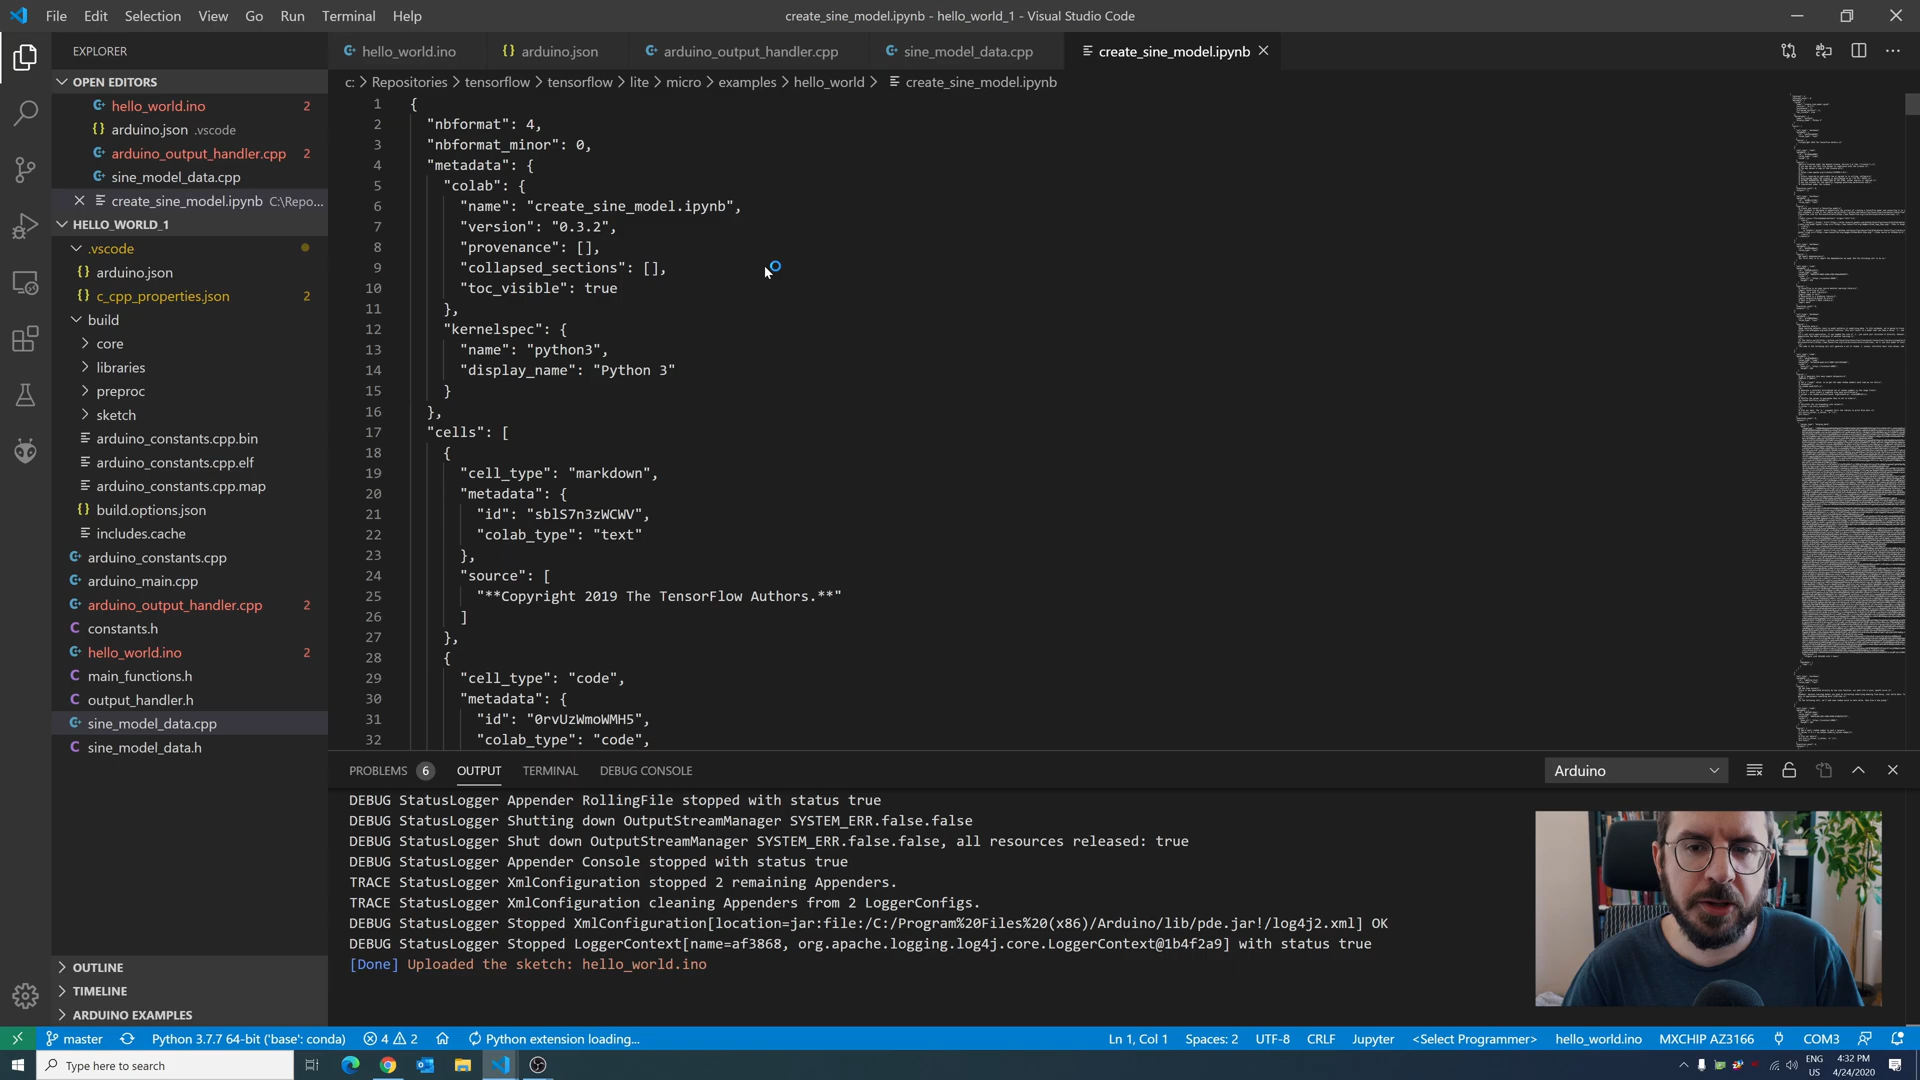 File Edit Selection View Go Run Terminal Help
create_sine_model.ipynb - hello_world_1 - Visual Studio Code
EXPLORER
OPEN EDITORS
hello_world.ino 2
arduino.json .vscode
arduino_output_handler.cpp 2
sine_model_data.cpp
create_sine_model.ipynb C:\Repo...
HELLO_WORLD_1
.vscode
arduino.json
c_cpp_properties.json 2
build
core
libraries
preproc
sketch
arduino_constants.cpp.bin
arduino_constants.cpp.elf
arduino_constants.cpp.map
build.options.json
includes.cache
arduino_constants.cpp
arduino_main.cpp
arduino_output_handler.cpp 2
constants.h
hello_world.ino 2
main_functions.h
output_handler.h
sine_model_data.cpp
sine_model_data.h
OUTLINE
TIMELINE
ARDUINO EXAMPLES
hello_world.ino arduino.json arduino_output_handler.cpp sine_model_data.cpp create_sine_model.ipynb
c: > Repositories > tensorflow > tensorflow > lite > micro > examples > hello_world > create_sine_model.ipynb
1 {
2 "nbformat": 4,
3 "nbformat_minor": 0,
4 "metadata": {
5 "colab": {
6 "name": "create_sine_model.ipynb",
7 "version": "0.3.2",
8 "provenance": [],
9 "collapsed_sections": [],
10 "toc_visible": true
11 },
12 "kernelspec": {
13 "name": "python3",
14 "display_name": "Python 3"
15 }
16 },
17 "cells": [
18 {
19 "cell_type": "markdown",
20 "metadata": {
21 "id": "sblS7n3zWCWV",
22 "colab_type": "text"
23 },
24 "source": [
25 "**Copyright 2019 The TensorFlow Authors.**"
26 ]
27 },
28 {
29 "cell_type": "code",
30 "metadata": {
31 "id": "0rvUzWmoWMH5",
32 "colab_type": "code",
PROBLEMS 6 OUTPUT TERMINAL DEBUG CONSOLE Arduino
DEBUG StatusLogger Appender RollingFile stopped with status true
DEBUG StatusLogger Shutting down OutputStreamManager SYSTEM_ERR.false.false
DEBUG StatusLogger Shut down OutputStreamManager SYSTEM_ERR.false.false, all resources released: true
DEBUG StatusLogger Appender Console stopped with status true
TRACE StatusLogger XmlConfiguration stopped 2 remaining Appenders.
TRACE StatusLogger XmlConfiguration cleaning Appenders from 2 LoggerConfigs.
DEBUG StatusLogger Stopped XmlConfiguration[location=jar:file:/C:/Program%20Files%20(x86)/Arduino/lib/pde.jar!/log4j2.xml] OK
DEBUG StatusLogger Stopped LoggerContext[name=af3868, org.apache.logging.log4j.core.LoggerContext@1b4f2a9] with status true
[Done] Uploaded the sketch: hello_world.ino
master Python 3.7.7 64-bit ('base': conda) 4 2 Python extension loading... Ln 1, Col 1 Spaces: 2 UTF-8 CRLF Jupyter <Select Programmer> hello_world.ino MXCHIP AZ3166 COM3
Type here to search
ENG
US
4:32 PM
4/24/2020